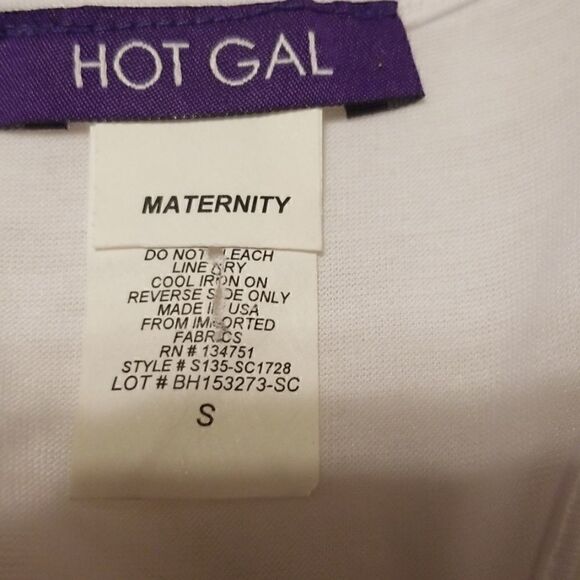 HOT GAL
MATERNITY
DO NOT BLEACH
LINE DRY
COOL IRON ON
REVERSE SIDE ONLY
MADE IN USA
FROM IMPORTED
FABRICS
RN # 134751
STYLE # S135-SC1728
LOT # BH153273-SC
S